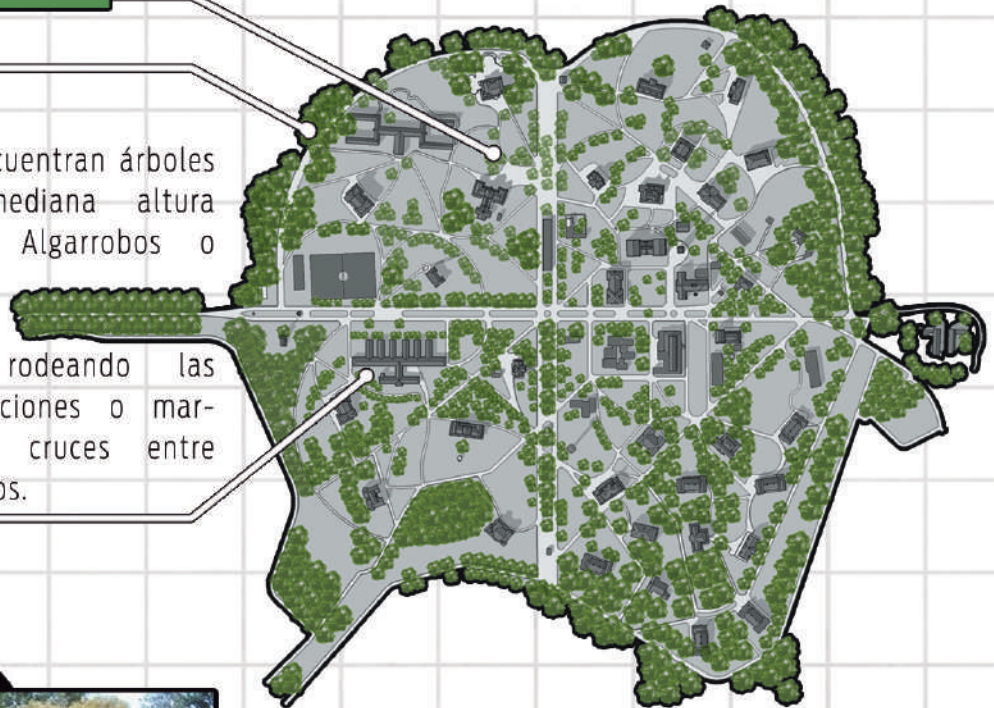 cuentran árboles
mediana altura
Algarrobos o
rodeando las
ciones o mar-
cruces entre
os.